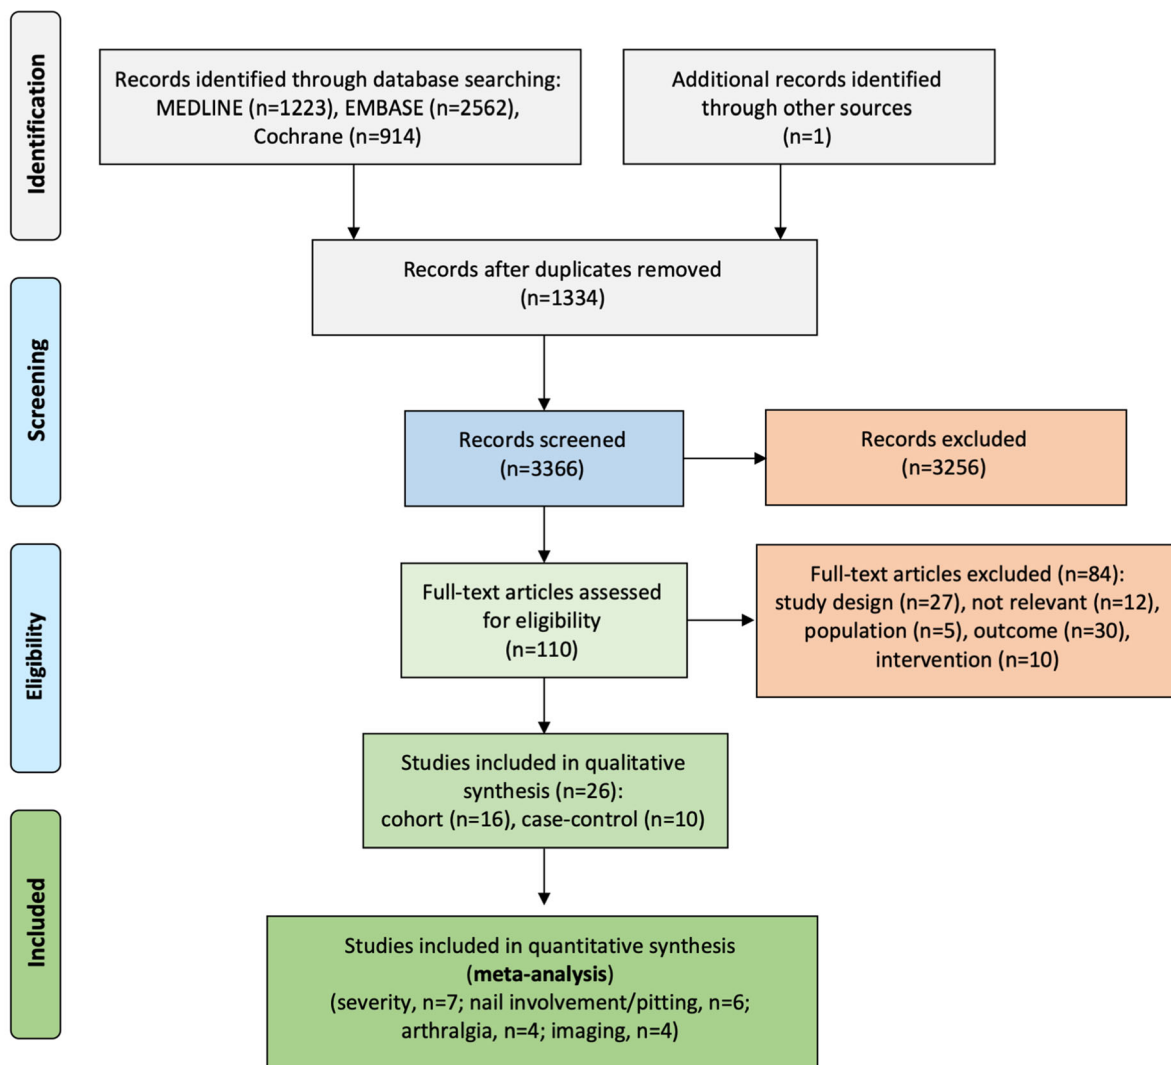 Identification
Records identified through database searching:
MEDLINE (n=1223), EMBASE (n=2562),
Cochrane (n=914)
Additional records identified
through other sources
(n=1)
Records after duplicates removed
(n=1334)
Screening
Records screened
(n=3366)
Records excluded
(n=3256)
Eligibility
Full-text articles assessed
for eligibility
(n=110)
Full-text articles excluded (n=84):
study design (n=27), not relevant (n=12),
population (n=5), outcome (n=30),
intervention (n=10)
Studies included in qualitative
synthesis (n=26):
cohort (n=16), case-control (n=10)
Included
Studies included in quantitative synthesis
(meta-analysis)
(severity, n=7; nail involvement/pitting, n=6;
arthralgia, n=4; imaging, n=4)